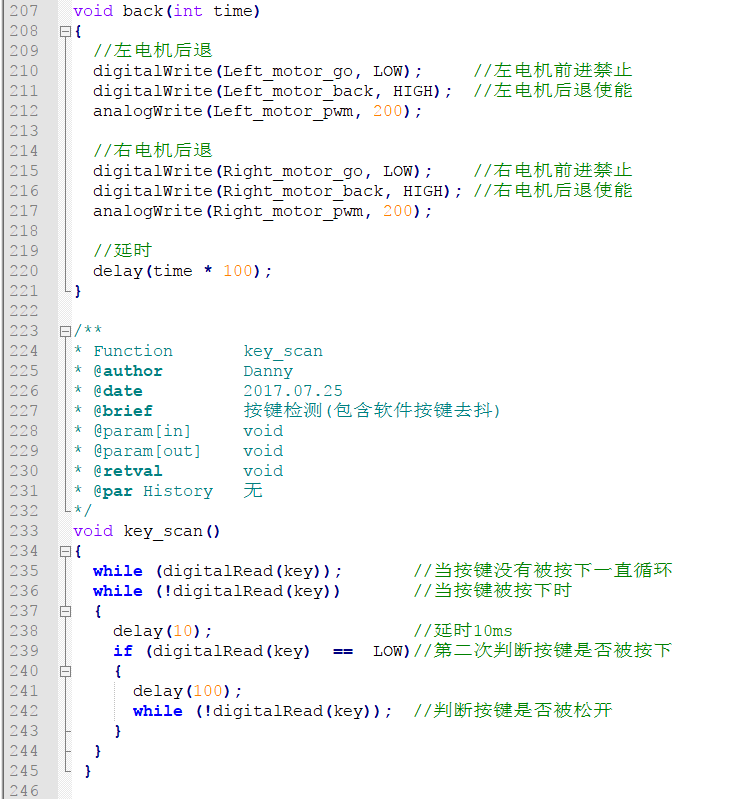 207 void back(int time)
208 {
209   //左电机后退
210   digitalWrite(Left_motor_go, LOW);     //左电机前进禁止
211   digitalWrite(Left_motor_back, HIGH);  //左电机后退使能
212   analogWrite(Left_motor_pwm, 200);
213
214   //右电机后退
215   digitalWrite(Right_motor_go, LOW);    //右电机前进禁止
216   digitalWrite(Right_motor_back, HIGH); //右电机后退使能
217   analogWrite(Right_motor_pwm, 200);
218
219   //延时
220   delay(time * 100);
221 }
222
223 /**
224 * Function       key_scan
225 * @author        Danny
226 * @date          2017.07.25
227 * @brief         按键检测(包含软件按键去抖)
228 * @param[in]     void
229 * @param[out]    void
230 * @retval        void
231 * @par History   无
232 */
233 void key_scan()
234 {
235   while (digitalRead(key));       //当按键没有被按下一直循环
236   while (!digitalRead(key))       //当按键被按下时
237   {
238     delay(10);                    //延时10ms
239     if (digitalRead(key)  ==  LOW)//第二次判断按键是否被按下
240     {
241       delay(100);
242       while (!digitalRead(key));  //判断按键是否被松开
243     }
244   }
245  }
246